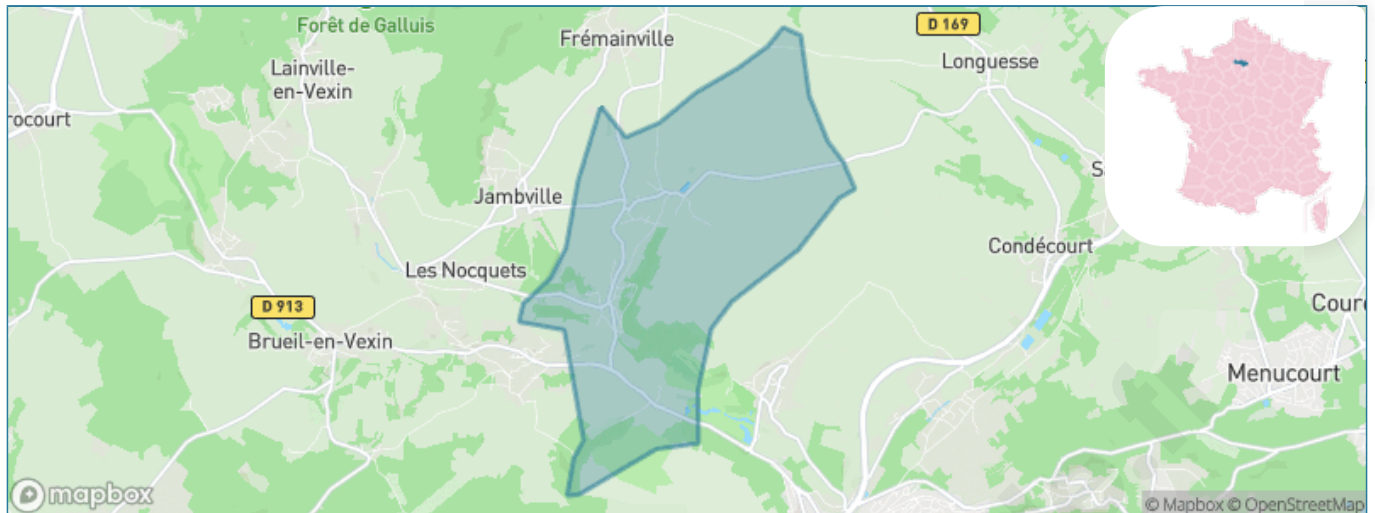 Forêt de Galluis
D 169
Frémainville
Longuesse
Lainville-
en-Vexin
rocourt
S
Jambville
Condécourt
Les Nocquets
D 913
Cour
Brueil-en-Vexin
Menucourt
mapbox
© Mapbox © OpenStreetMap